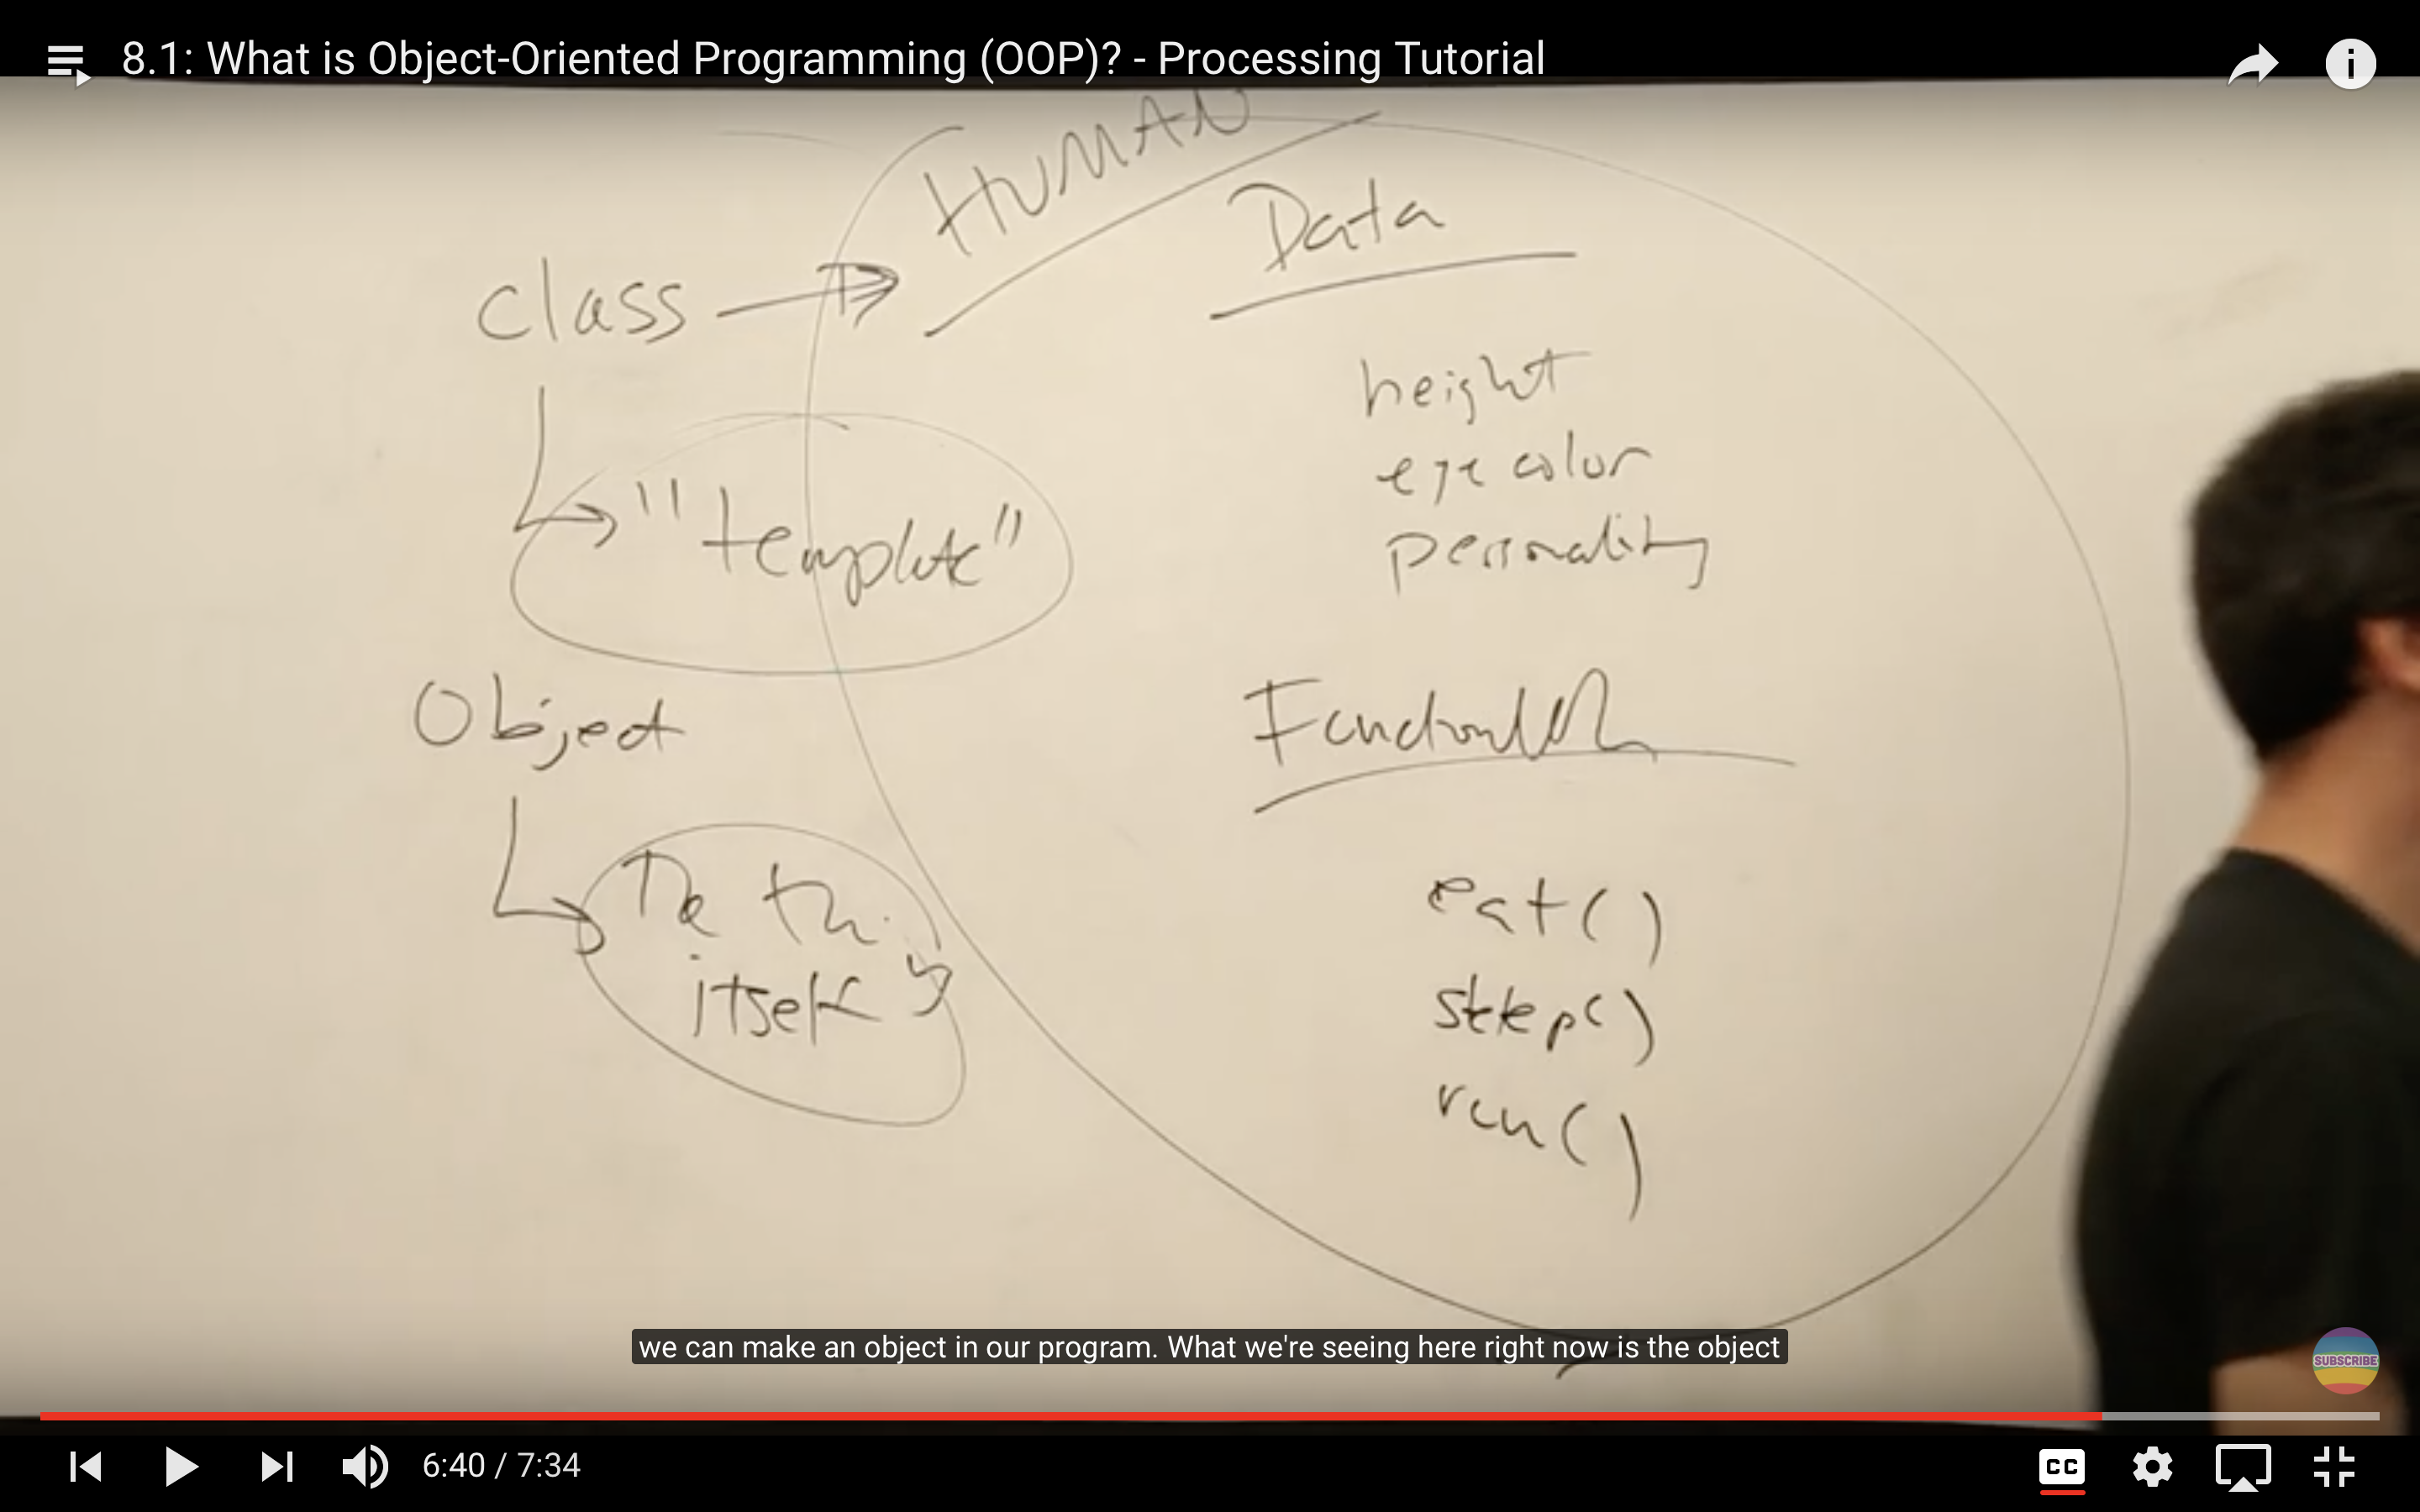 8.1: What is Object-Oriented Programming (OOP)? - Processing Tutorial
HUMAN
class
"template"
Object
The thing
itself
Data
height
eye color
personality
Functionality
eat()
sleep()
run()
we can make an object in our program. What we're seeing here right now is the object
SUBSCRIBE
6:40 / 7:34
CC